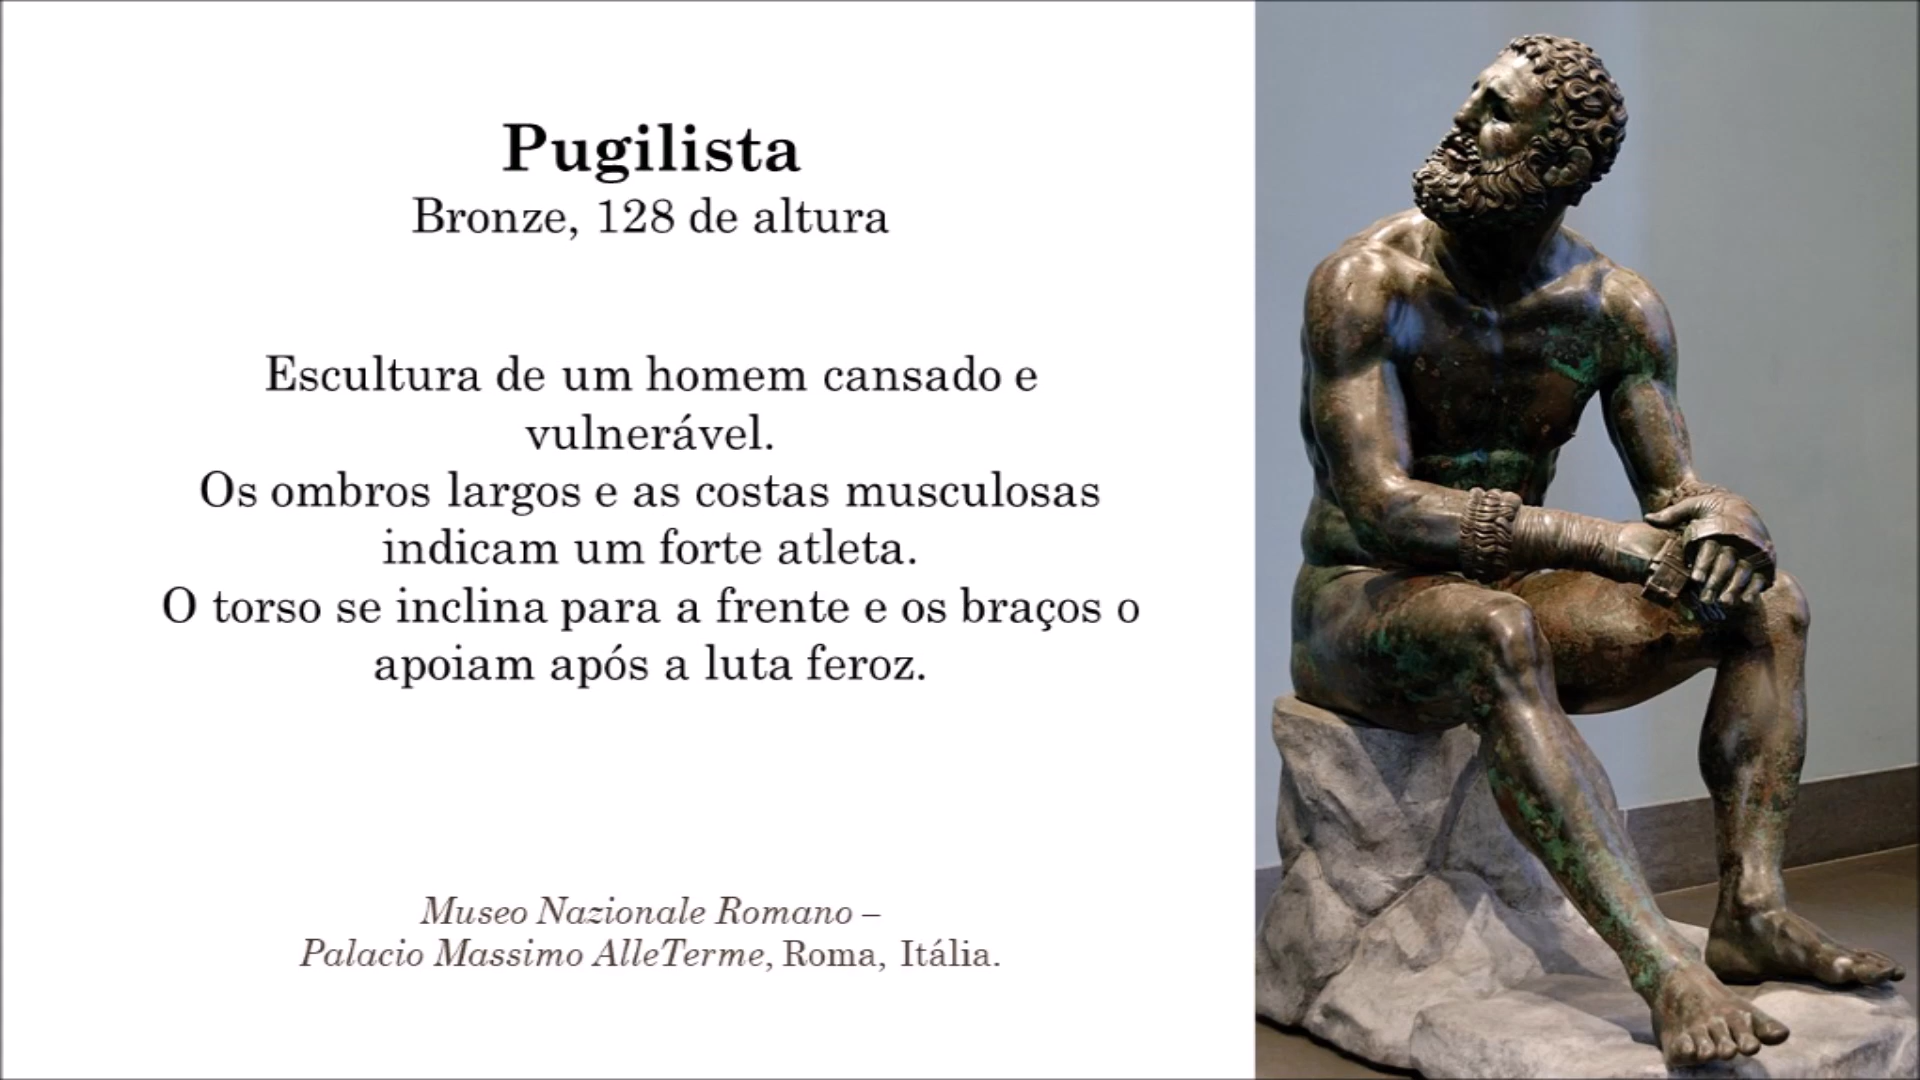 Pugilista
Bronze, 128 de altura
Escultura de um homem cansado e
vulnerável.
Os ombros largos e as costas musculosas
indicam um forte atleta.
O torso se inclina para a frente e os braços o
apoiam após a luta feroz.
Museo Nazionale Romano –
Palacio Massimo AlleTerme, Roma, Itália.